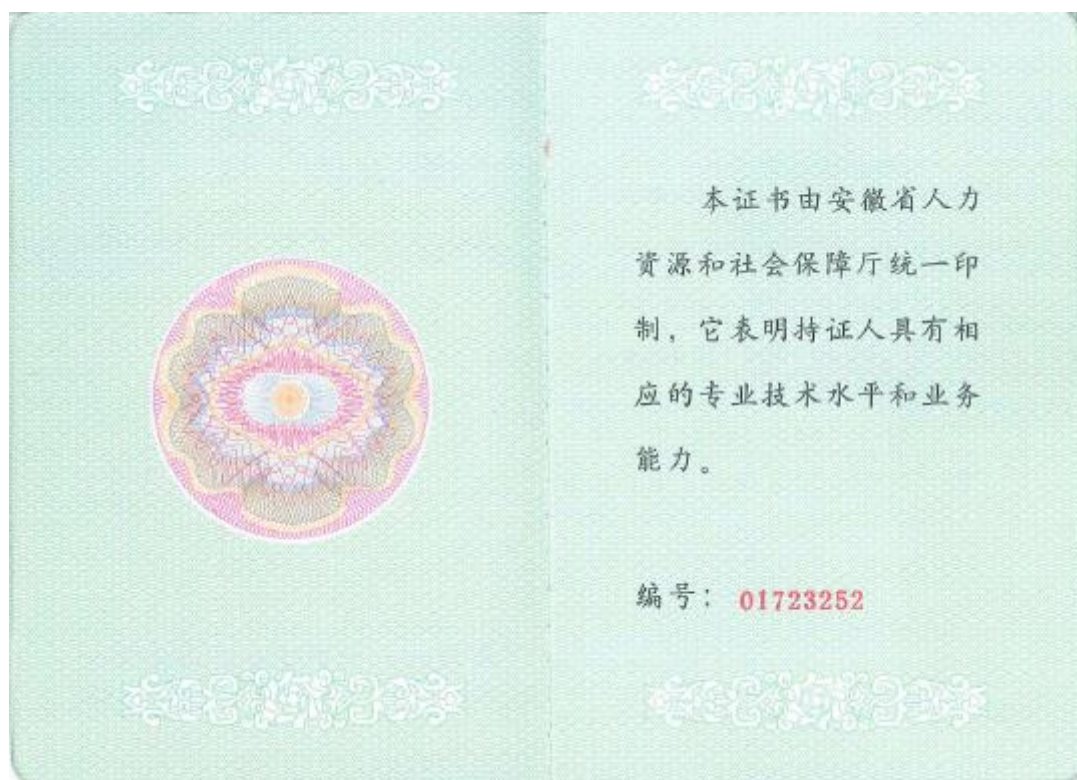 本证书由安徽省人力
资源和社会保障厅统一印
制，它表明持证人具有相
应的专业技术水平和业务
能力。
编号：01723252